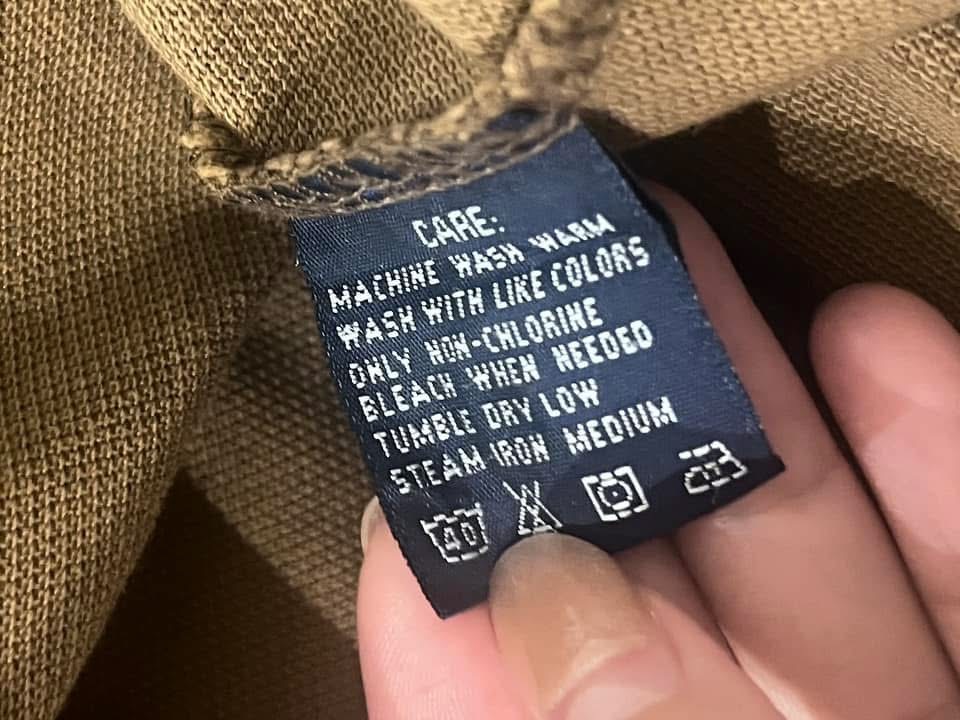 CARE:
MACHINE WASH WARM
WASH WITH LIKE COLORS
ONLY NON-CHLORINE
BLEACH WHEN NEEDED
TUMBLE DRY LOW
STEAM IRON MEDIUM
40